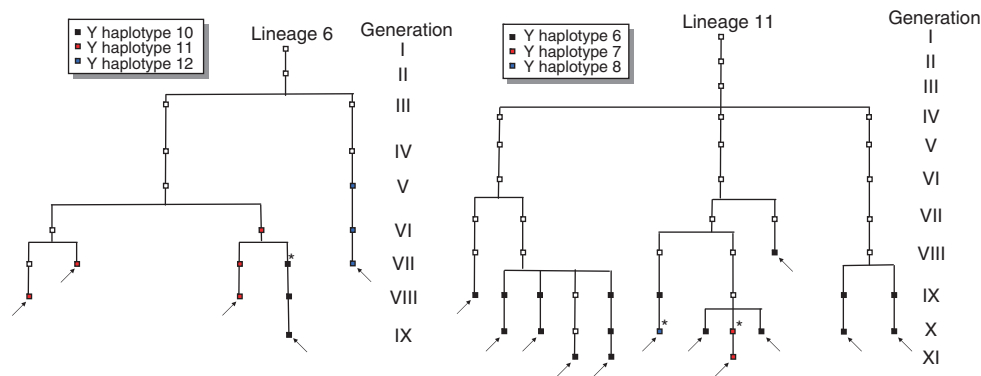 Y haplotype 10
Y haplotype 11
Y haplotype 12
Lineage 6
Generation
I
II
III
IV
V
VI
VII
VIII
IX
*
Y haplotype 6
Y haplotype 7
Y haplotype 8
Lineage 11
Generation
I
II
III
IV
V
VI
VII
VIII
IX
X
XI
*
*